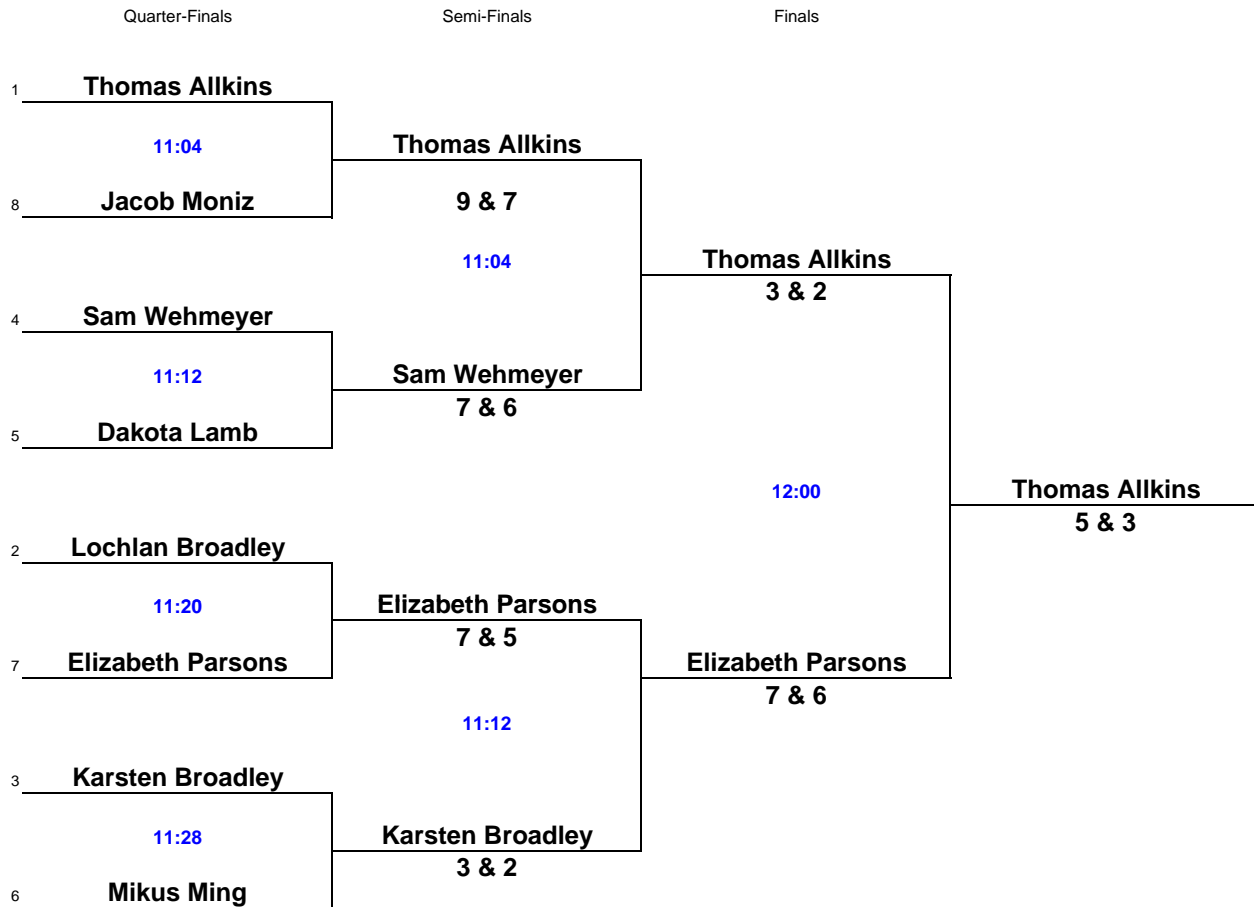 Quarter-Finals Semi-Finals Finals
1 Thomas Allkins
11:04 Thomas Allkins
8 Jacob Moniz 9 & 7
11:04 Thomas Allkins
3 & 2
4 Sam Wehmeyer
11:12 Sam Wehmeyer
7 & 6
5 Dakota Lamb
12:00 Thomas Allkins
5 & 3
2 Lochlan Broadley
11:20 Elizabeth Parsons
7 & 5
7 Elizabeth Parsons Elizabeth Parsons
7 & 6
11:12
3 Karsten Broadley
11:28 Karsten Broadley
3 & 2
6 Mikus Ming